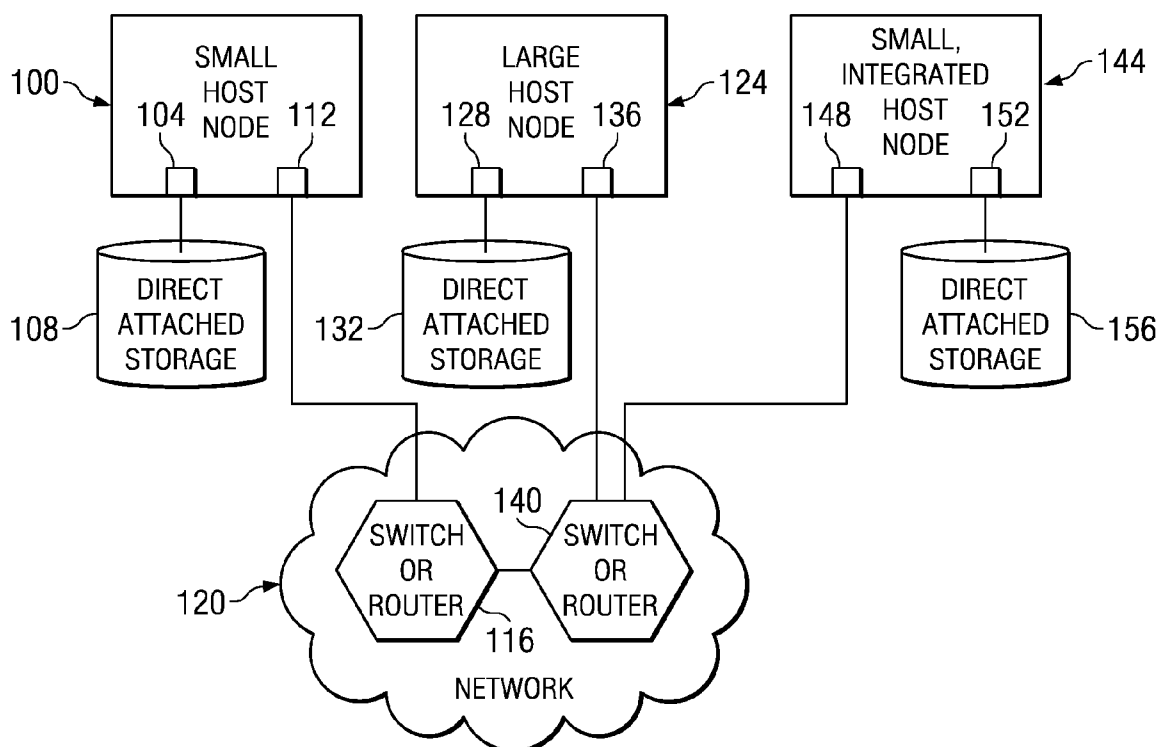 SMALL
HOST
NODE
100
104
112
LARGE
HOST
NODE
124
128
136
SMALL,
INTEGRATED
HOST
NODE
144
148
152
DIRECT
ATTACHED
STORAGE
108
DIRECT
ATTACHED
STORAGE
132
DIRECT
ATTACHED
STORAGE
156
140
SWITCH
OR
ROUTER
SWITCH
OR
ROUTER
120
116
NETWORK